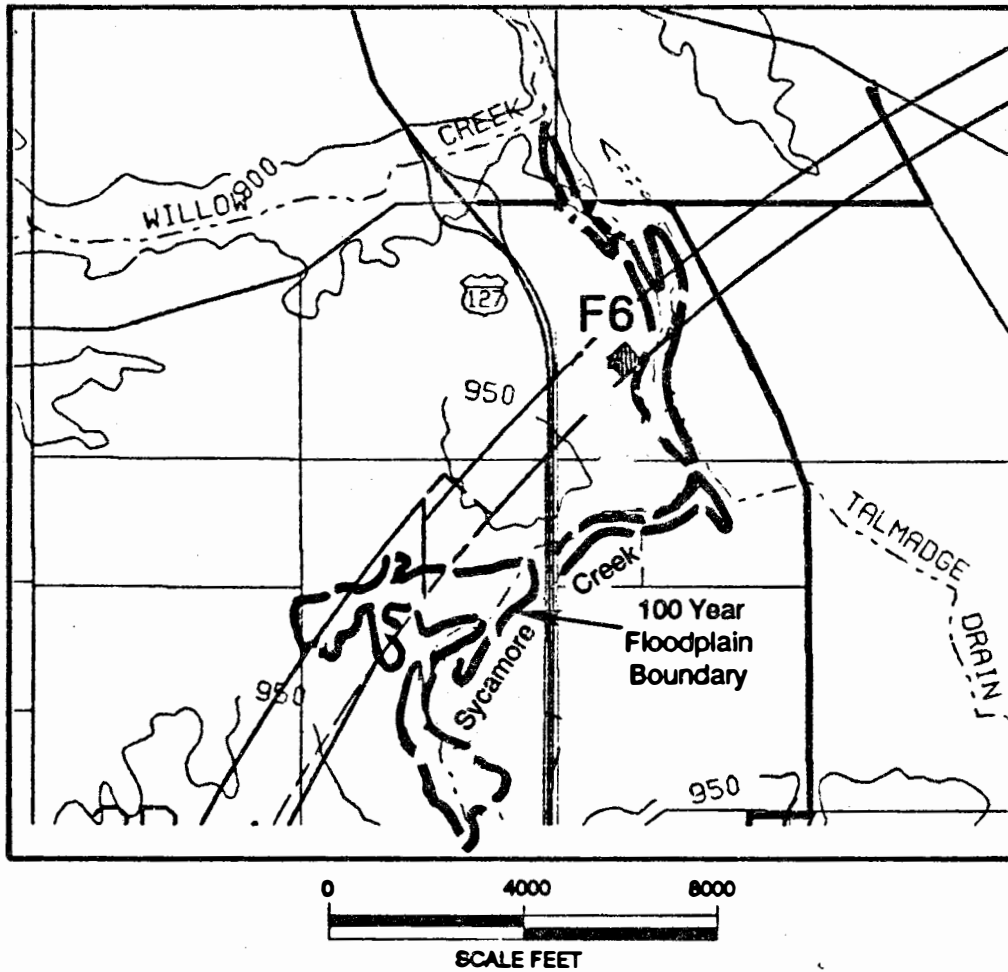 CREEK
WILLOW
900
127
F6
950
TALMADGE
DRAIN
Creek
100 Year
Floodplain
Boundary
Sycamore
950
950
0 4000 8000
SCALE FEET